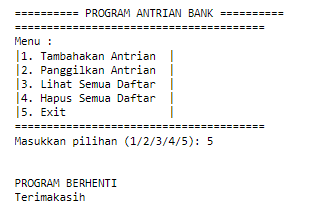 ========== PROGRAM ANTRIAN BANK ==========
=======================================
Menu :
|1. Tambahakan Antrian  |
|2. Panggilkan Antrian  |
|3. Lihat Semua Daftar  |
|4. Hapus Semua Daftar  |
|5. Exit                |
=======================================
Masukkan pilihan (1/2/3/4/5): 5
PROGRAM BERHENTI
Terimakasih